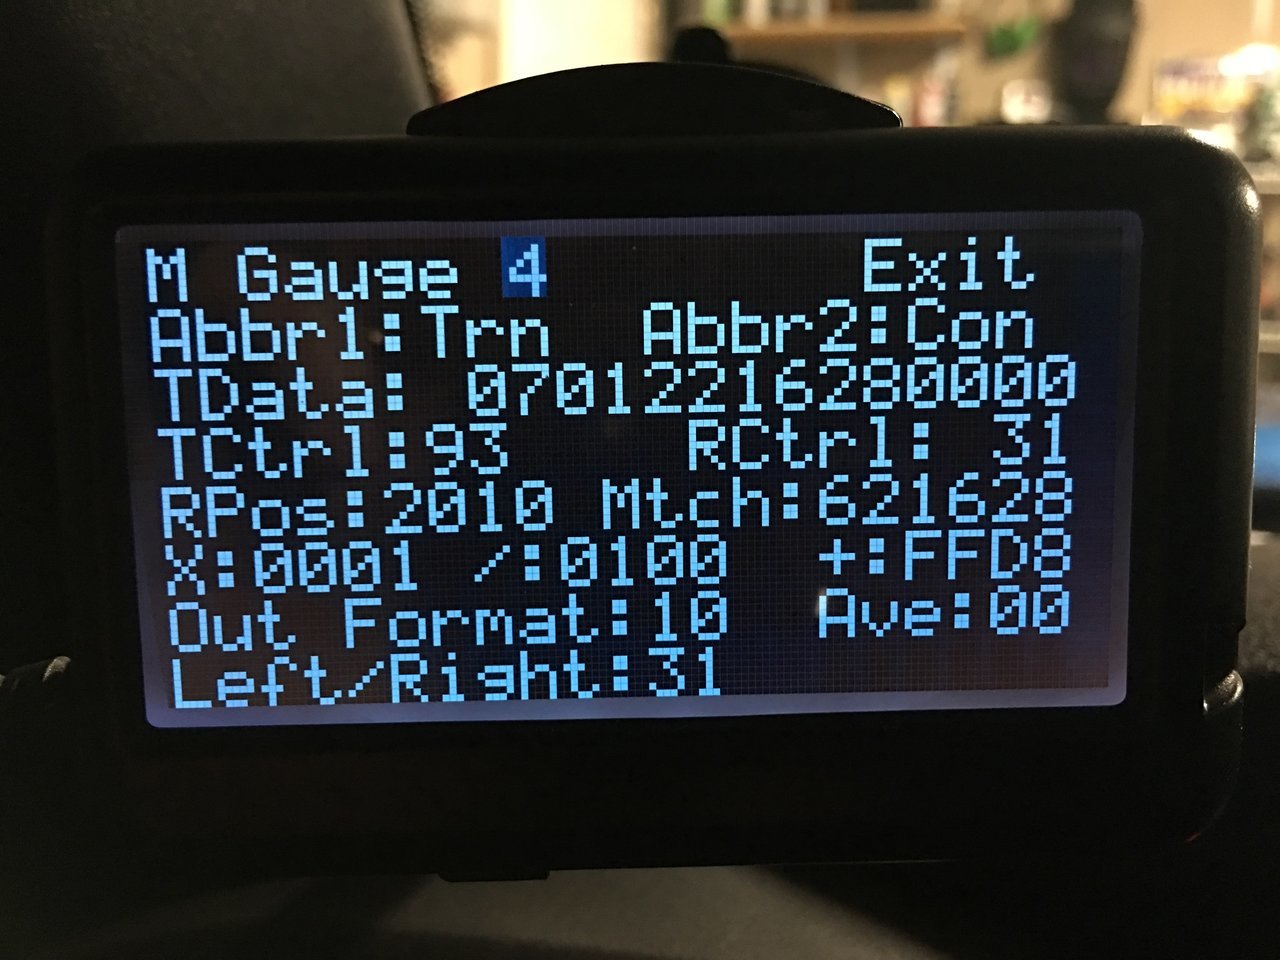 M Gauge 4 Exit
Abbr1:Trn Abbr2:Con
TData: 07012216280000
TCtrl:93 RCtrl: 31
RPos:2010 Mtch:621628
X:0001 /:0100 +:FFD8
Out Format:10 Ave:00
Left/Right:31